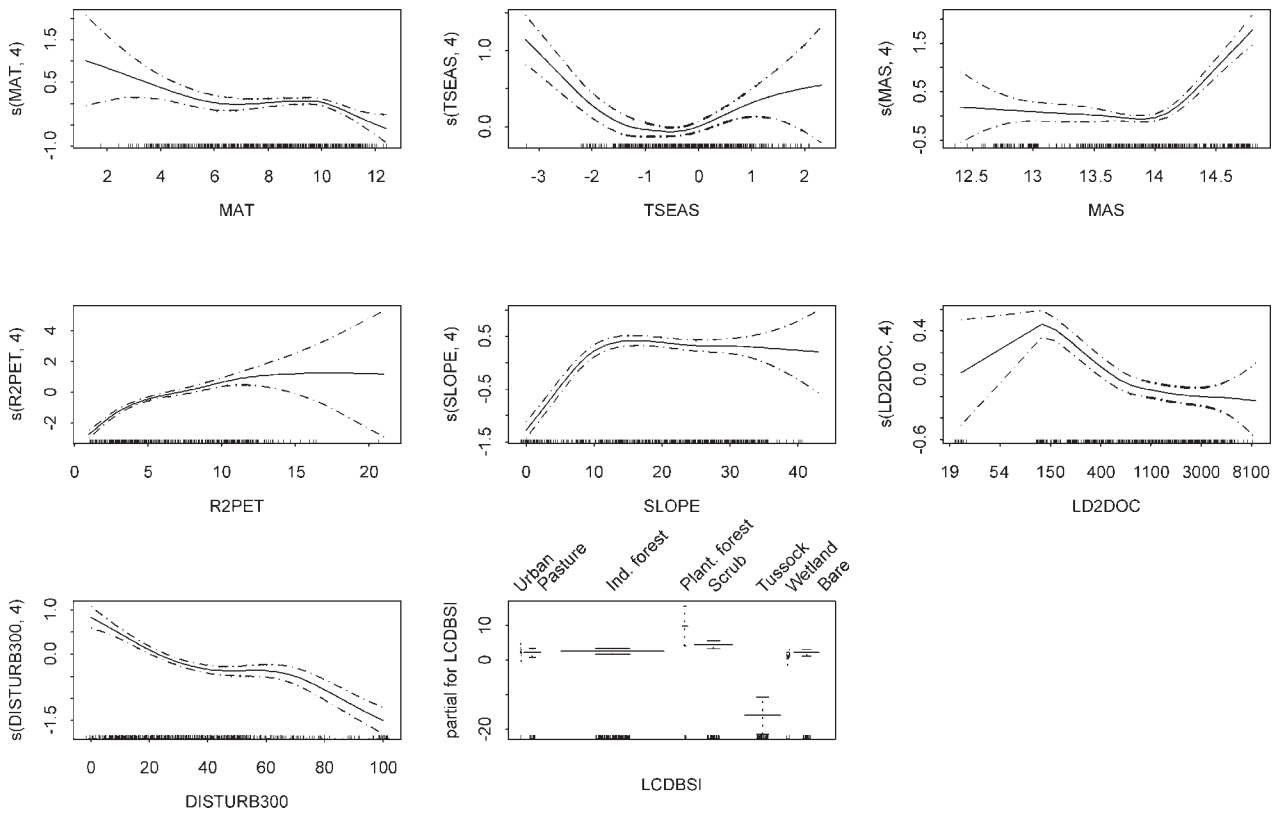 s(MAT, 4)
1.5
0.5
-1.0
2 4 6 8 10 12
MAT
s(TSEAS, 4)
1.0
0.0
-3 -2 -1 0 1 2
TSEAS
s(MAS, 4)
1.5
0.5
-0.5
12.5 13 13.5 14 14.5
MAS
s(R2PET, 4)
4
2
0
-2
0 5 10 15 20
R2PET
s(SLOPE, 4)
0.5
-0.5
-1.5
0 10 20 30 40
SLOPE
s(LD2DOC, 4)
0.4
0.0
-0.6
19 54 150 400 1100 3000 8100
LD2DOC
s(DISTURB300, 4)
1.0
0.0
-1.5
0 20 40 60 80 100
DISTURB300
Urban
Pasture
Ind. forest
Plant. forest
Scrub
Tussock
Wetland
Bare
partial for LCDBSI
10
0
-20
LCDBSI